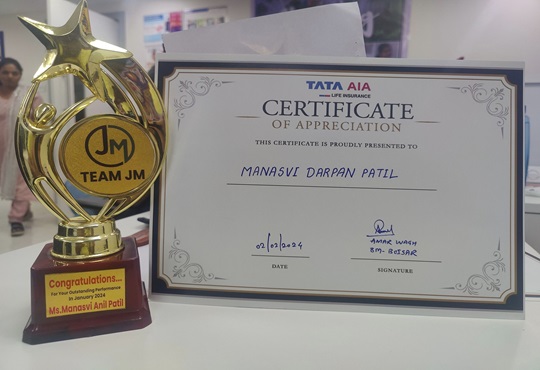 JM
TEAM JM
Congratulations...
For Your Outstanding Performance
in January 2024
Ms.Manasvi Anil Patil
TATA AIA
LIFE INSURANCE
CERTIFICATE
OF APPRECIATION
THIS CERTIFICATE IS PROUDLY PRESENTED TO
MANASVI DARPAN PATIL
02/02/2024
DATE
AMAR WAGH
BM- BOISAR
SIGNATURE